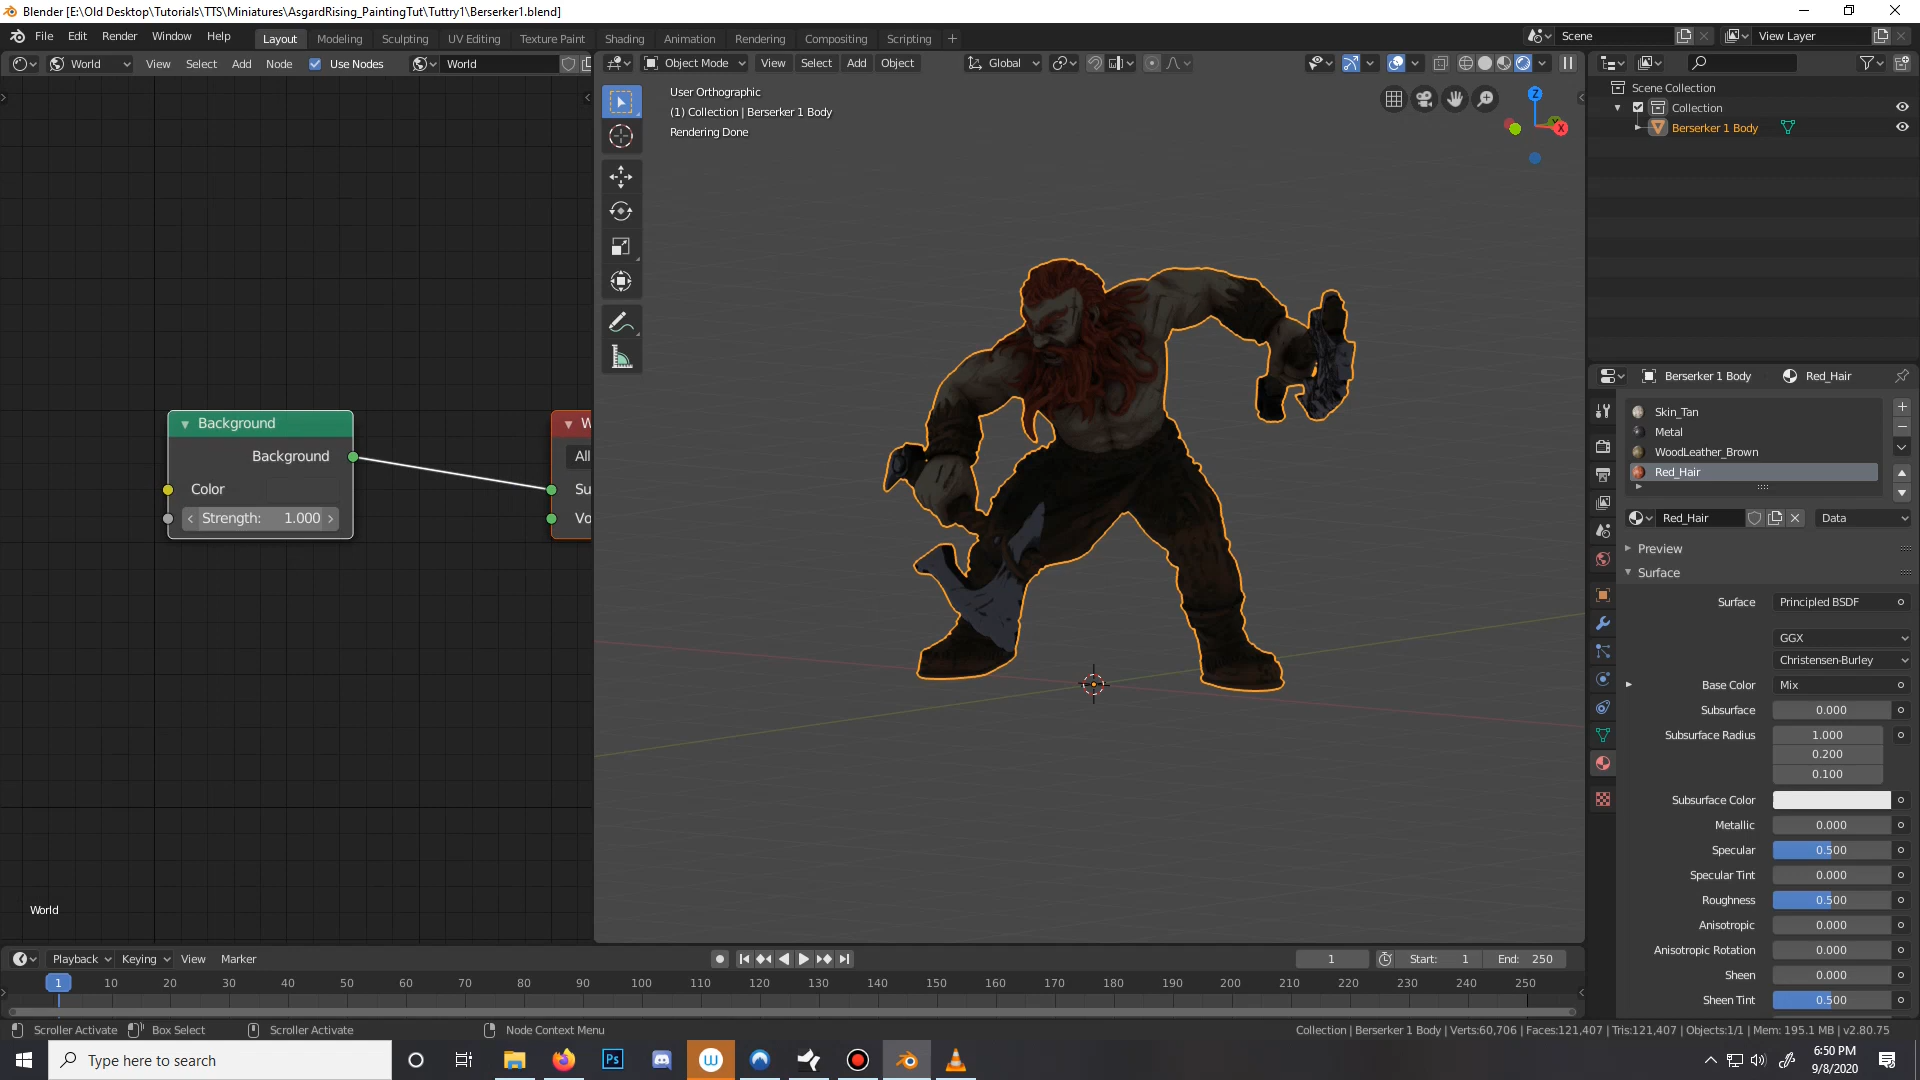 Blender [E:\Old Desktop\Tutorials\TTS\Miniatures\AsgardRising_PaintingTut\Tuttry1\Berserker1.blend]
File Edit Render Window Help Layout Modeling Sculpting UV Editing Texture Paint Shading Animation Rendering Compositing Scripting + Scene View Layer
World View Select Add Node Use Nodes World
Object Mode View Select Add Object Global
User Orthographic
(1) Collection | Berserker 1 Body
Rendering Done
Z
Y
X
Scene Collection
Collection
Berserker 1 Body
Background
Background
Color
Strength: 1.000
W
All
Su
Vo
World
Berserker 1 Body Red_Hair
Skin_Tan
Metal
WoodLeather_Brown
Red_Hair
Red_Hair Data
Preview
Surface
Surface Principled BSDF
GGX
Christensen-Burley
Base Color Mix
Subsurface 0.000
Subsurface Radius 1.000
0.200
0.100
Subsurface Color
Metallic 0.000
Specular 0.500
Specular Tint 0.000
Roughness 0.500
Anisotropic 0.000
Anisotropic Rotation 0.000
Sheen 0.000
Sheen Tint 0.500
Playback Keying View Marker 1 Start: 1 End: 250
1 10 20 30 40 50 60 70 80 90 100 110 120 130 140 150 160 170 180 190 200 210 220 230 240 250
Scroller Activate Box Select Scroller Activate Node Context Menu Collection | Berserker 1 Body | Verts:60,706 | Faces:121,407 | Tris:121,407 | Objects:1/1 | Mem: 195.1 MB | v2.80.75
Type here to search Ps W 6:50 PM
9/8/2020